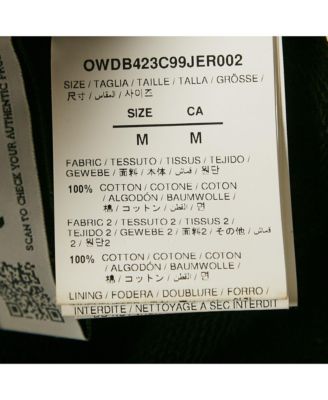 OWDB423C99JER002
SIZE / TAGLIA / TAILLE / TALLA / GRÖSSE /
尺寸 / المقاس / 사이즈
SIZE CA
M M
FABRIC / TESSUTO / TISSUS / TEJIDO /
GEWEBE / 面料 / 本体 / قماش / 원단
100% COTTON / COTONE / COTON
/ ALGODÓN / BAUMWOLLE /
棉 / コットン / القطن / 면
FABRIC 2 / TESSUTO 2 / TISSUS 2 /
TEJIDO 2 / GEWEBE 2 / 面料 2 / その他 / قماش
2 / 원단2
100% COTTON / COTONE / COTON
/ ALGODÓN / BAUMWOLLE /
棉 / コットン / القطن / 면
LINING / FODERA / DOUBLURE / FORRO /
INTERDITE / NETTOYAGE A SEC INTERDIT
SCAN TO CHECK YOUR AUTHENTIC